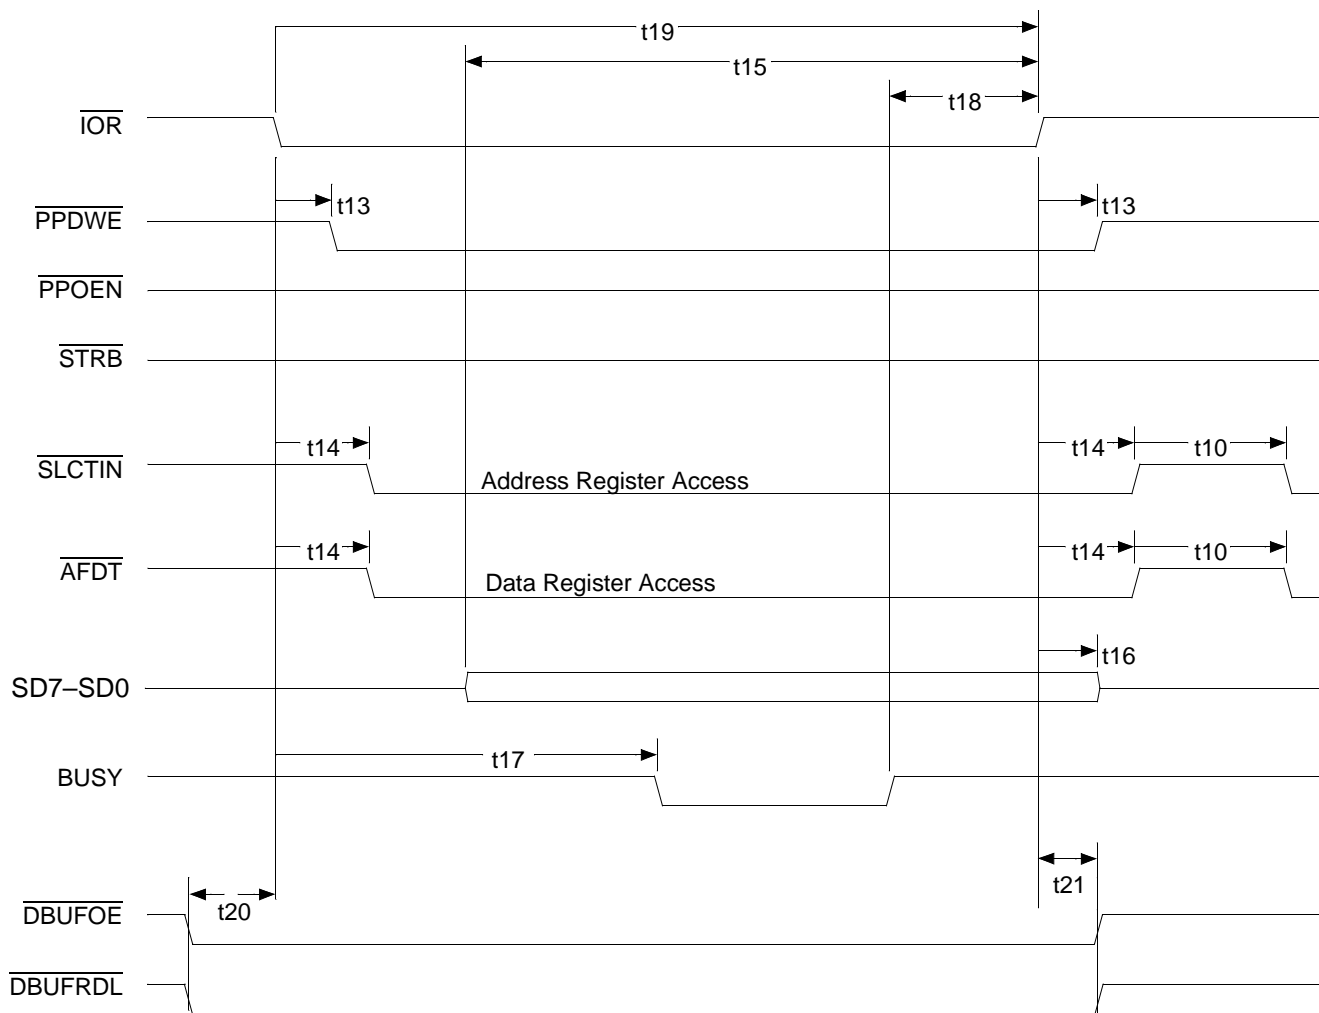 t19
t15
t18
IOR
PPDWE
t13
t13
PPOEN
STRB
SLCTIN
t14
Address Register Access
t14
t10
AFDT
t14
Data Register Access
t14
t10
SD7–SD0
t16
BUSY
t17
DBUFOE
t20
t21
DBUFRDL